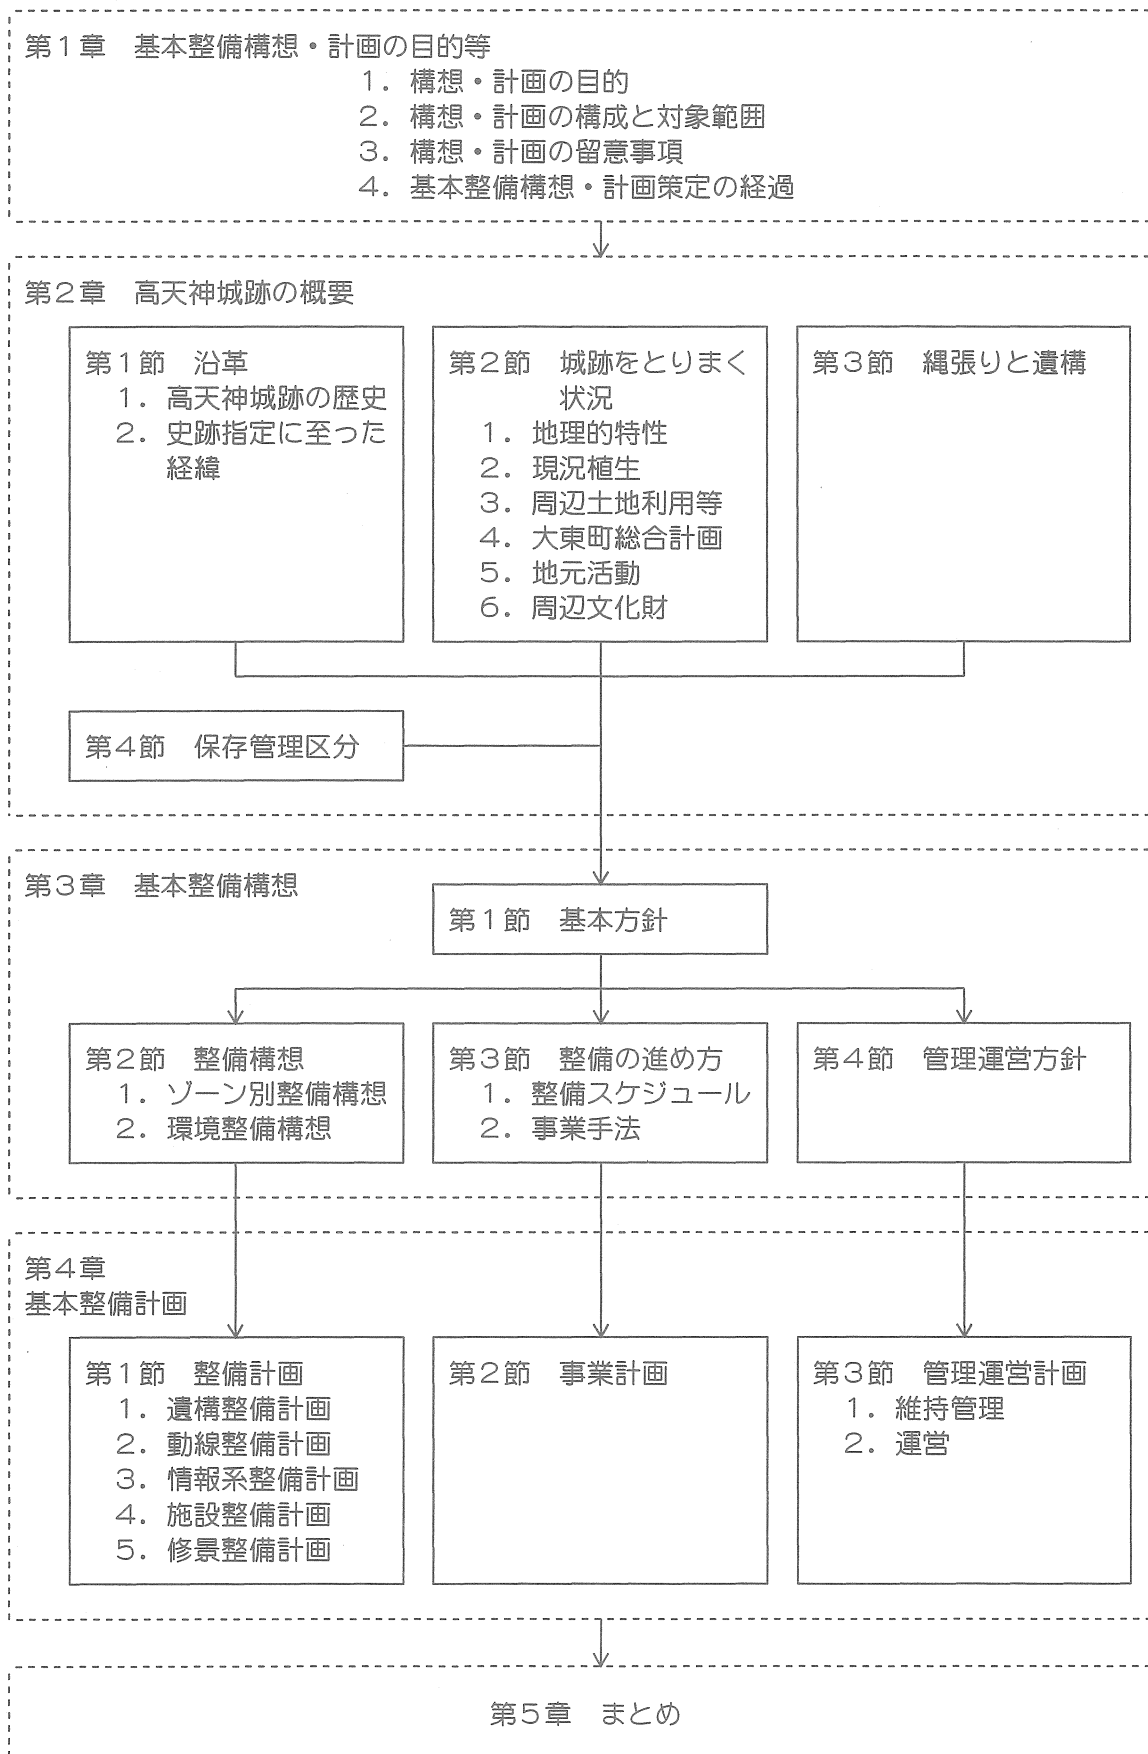 第1章　基本整備構想・計画の目的等
1．構想・計画の目的
2．構想・計画の構成と対象範囲
3．構想・計画の留意事項
4．基本整備構想・計画策定の経過
第2章　高天神城跡の概要
第1節　沿革
1．高天神城跡の歴史
2．史跡指定に至った
経緯
第2節　城跡をとりまく
状況
1．地理的特性
2．現況植生
3．周辺土地利用等
4．大東町総合計画
5．地元活動
6．周辺文化財
第3節　縄張りと遺構
第4節　保存管理区分
第3章　基本整備構想
第1節　基本方針
第2節　整備構想
1．ゾーン別整備構想
2．環境整備構想
第3節　整備の進め方
1．整備スケジュール
2．事業手法
第4節　管理運営方針
第4章
基本整備計画
第1節　整備計画
1．遺構整備計画
2．動線整備計画
3．情報系整備計画
4．施設整備計画
5．修景整備計画
第2節　事業計画
第3節　管理運営計画
1．維持管理
2．運営
第5章　まとめ